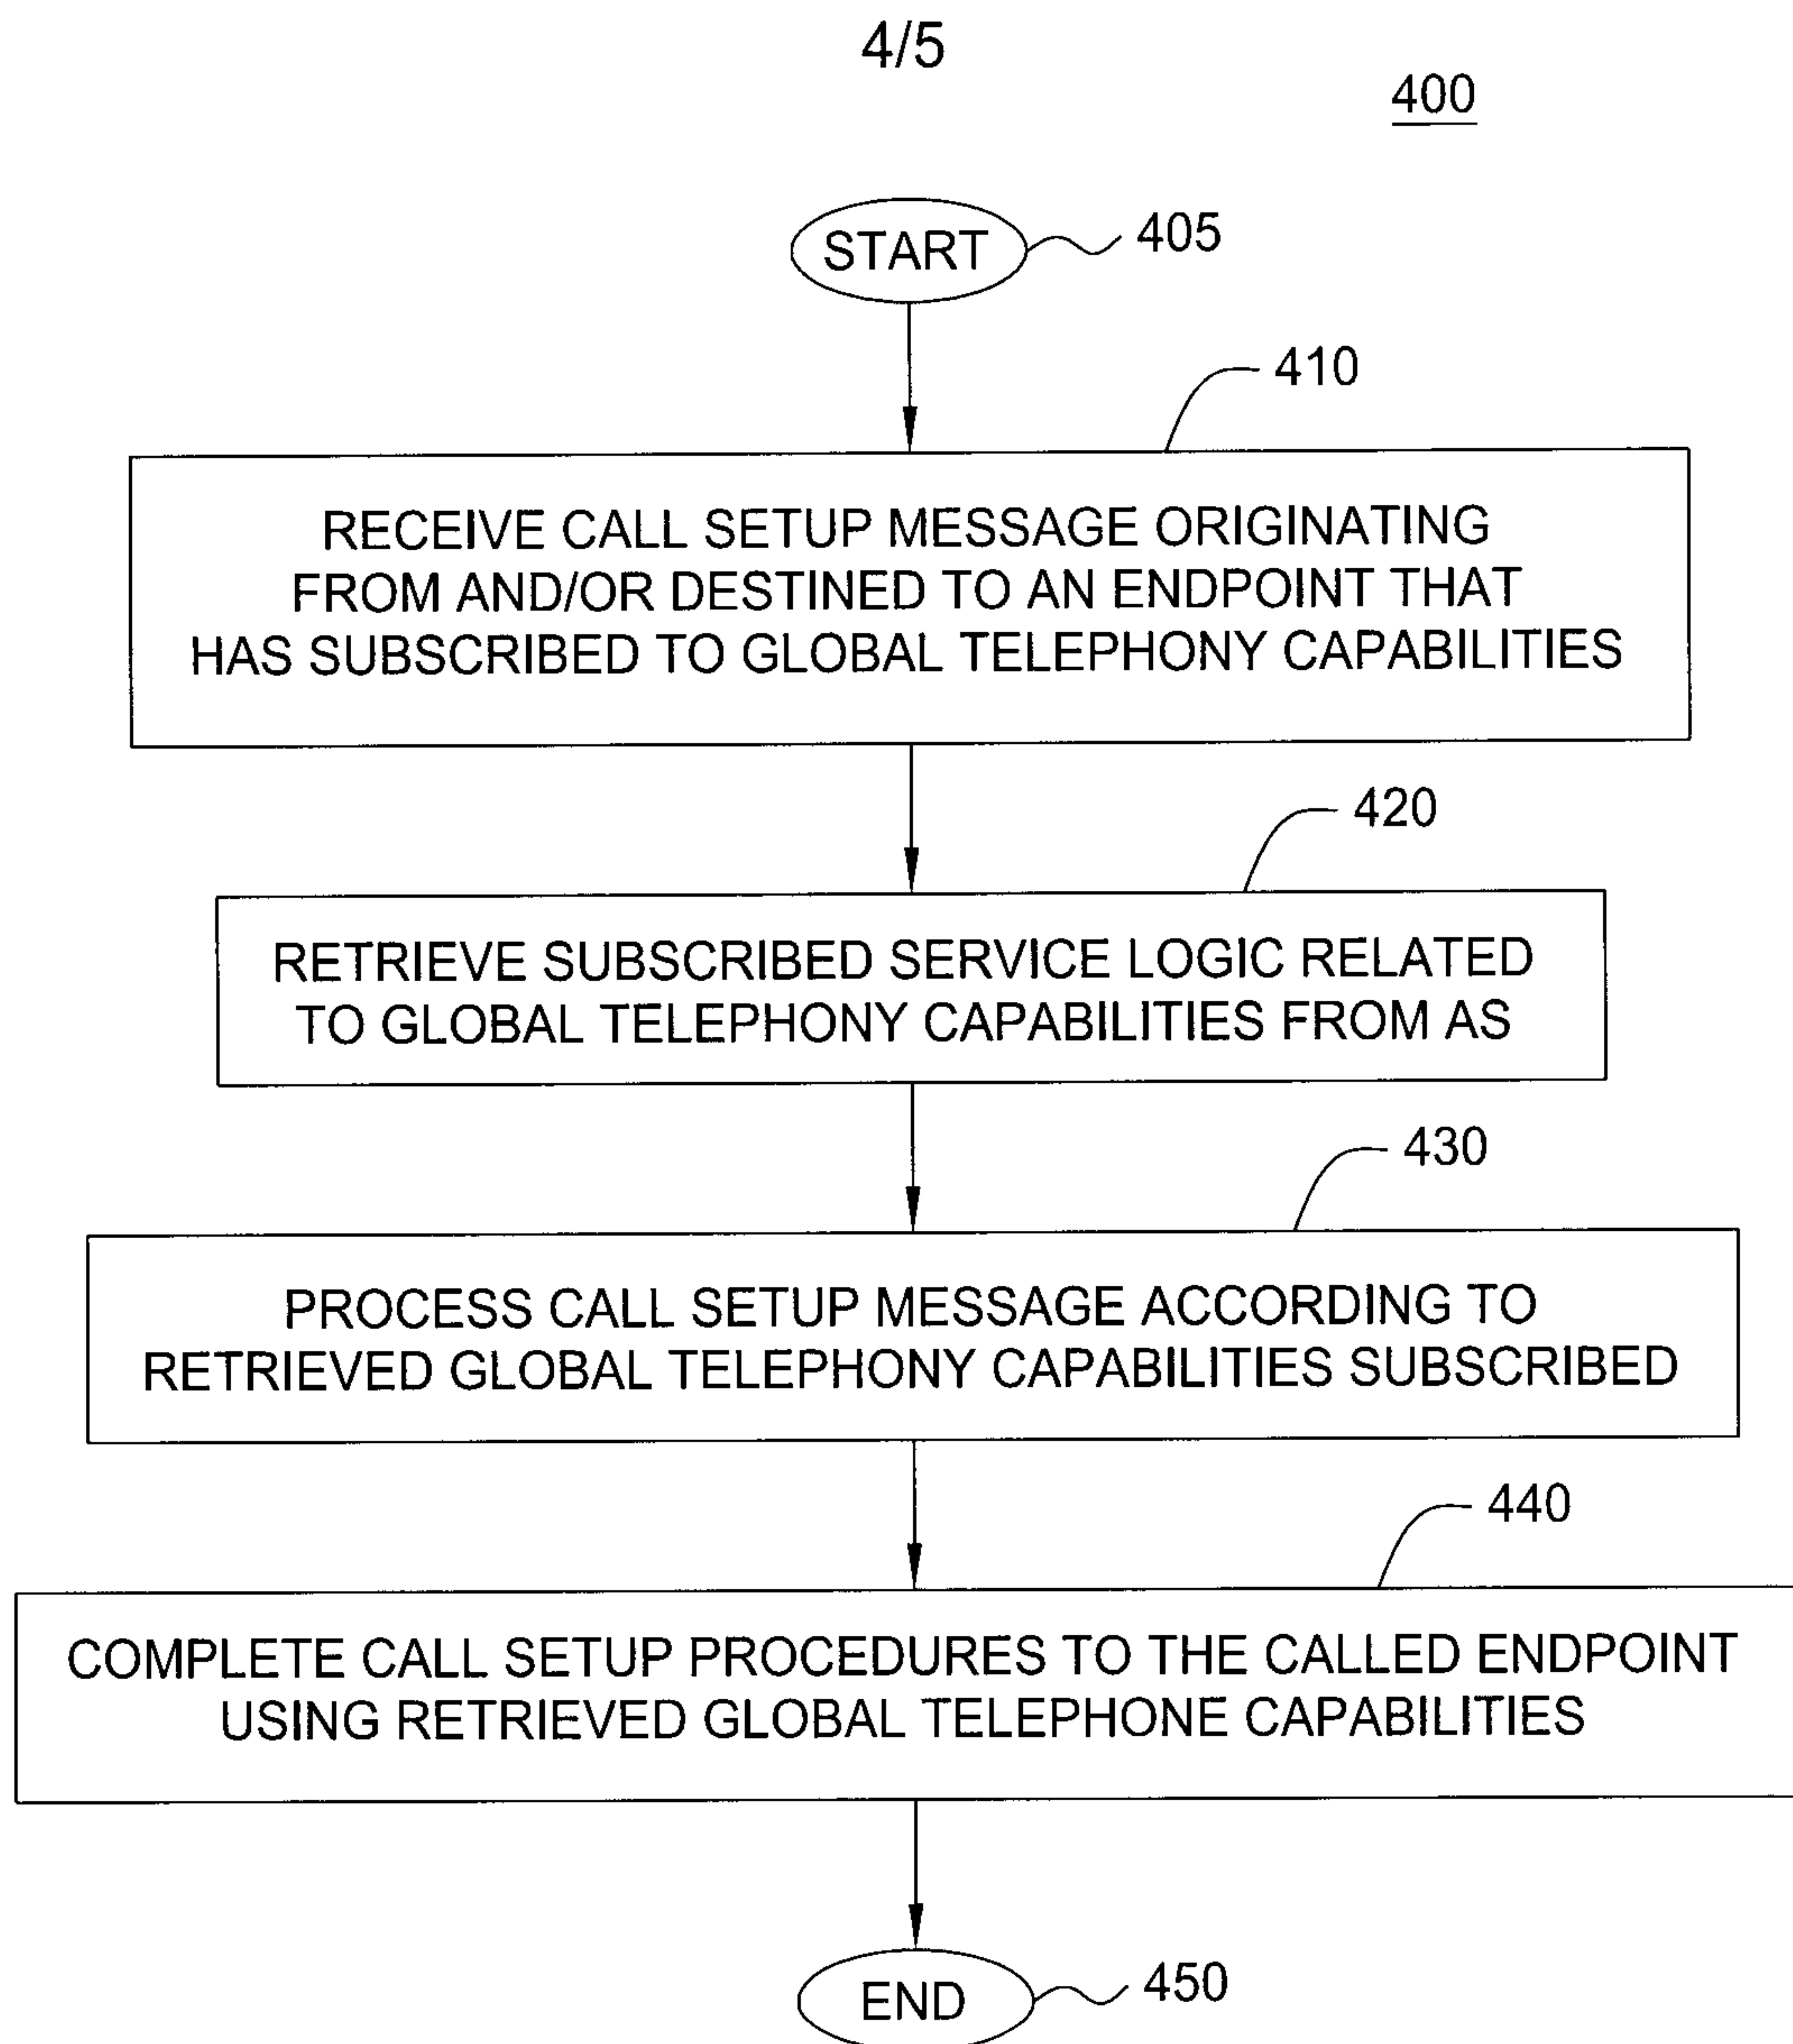 4/5
400
START
405
410
RECEIVE CALL SETUP MESSAGE ORIGINATING
FROM AND/OR DESTINED TO AN ENDPOINT THAT
HAS SUBSCRIBED TO GLOBAL TELEPHONY CAPABILITIES
420
RETRIEVE SUBSCRIBED SERVICE LOGIC RELATED
TO GLOBAL TELEPHONY CAPABILITIES FROM AS
430
PROCESS CALL SETUP MESSAGE ACCORDING TO
RETRIEVED GLOBAL TELEPHONY CAPABILITIES SUBSCRIBED
440
COMPLETE CALL SETUP PROCEDURES TO THE CALLED ENDPOINT
USING RETRIEVED GLOBAL TELEPHONE CAPABILITIES
END
450